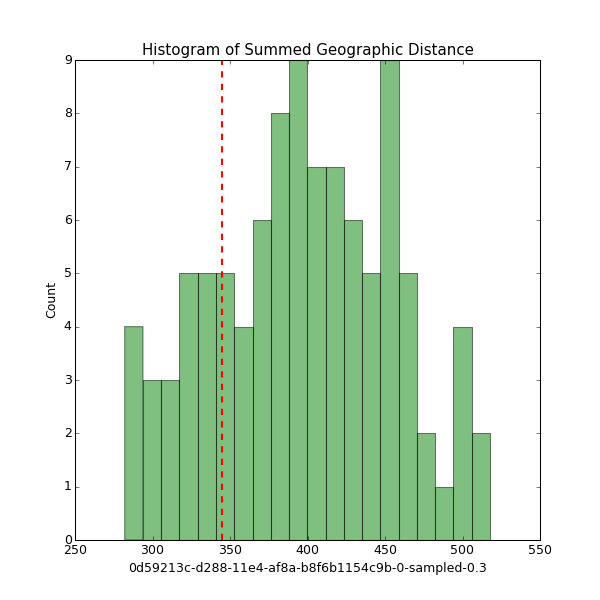 Histogram of Summed Geographic Distance
9
8
7
6
5
4
3
2
1
0
Count
250 300 350 400 450 500 550
0d59213c-d288-11e4-af8a-b8f6b1154c9b-0-sampled-0.3